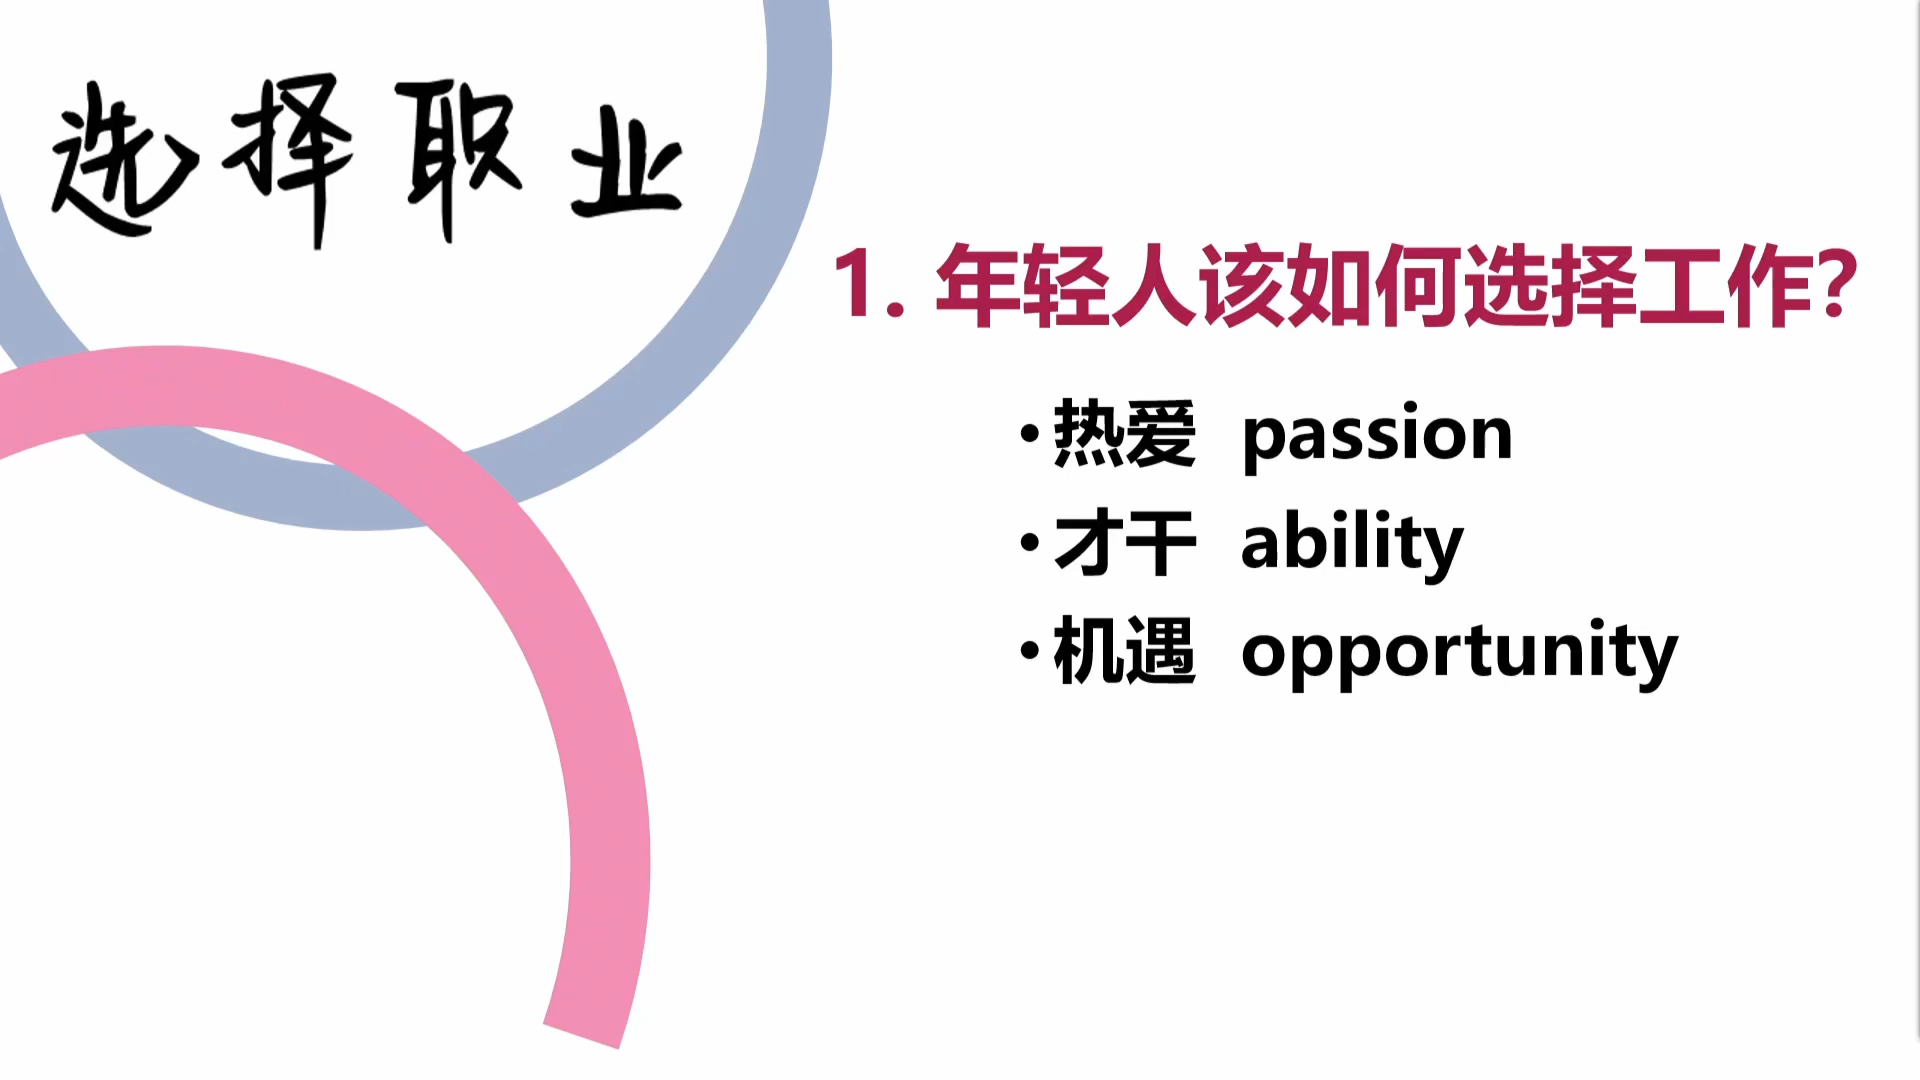 选择职业
1. 年轻人该如何选择工作？
•热爱 passion
•才干 ability
•机遇 opportunity